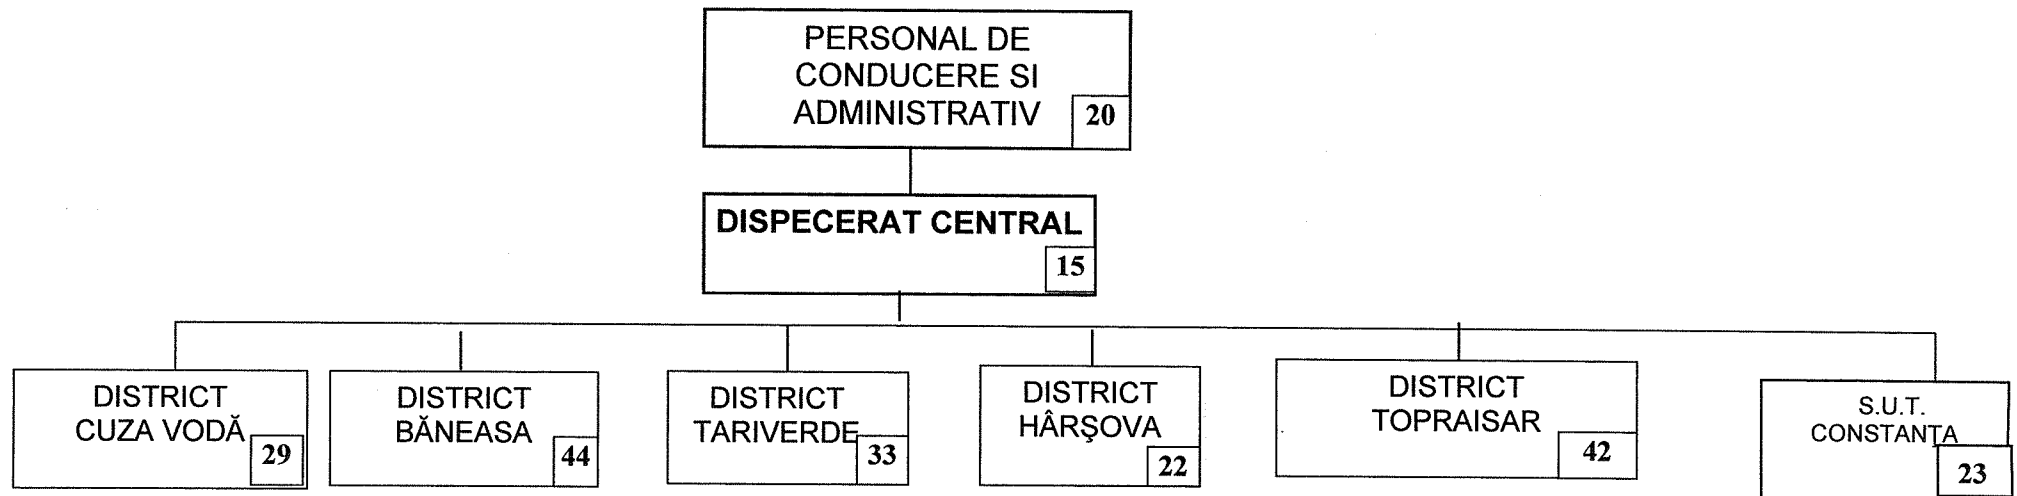 PERSONAL DE
CONDUCERE SI
ADMINISTRATIV
20
DISPECERAT CENTRAL
15
DISTRICT
CUZA VODĂ
29
DISTRICT
BĂNEASA
44
DISTRICT
TARIVERDE
33
DISTRICT
HÂRŞOVA
22
DISTRICT
TOPRAISAR
42
S.U.T.
CONSTANȚA
23